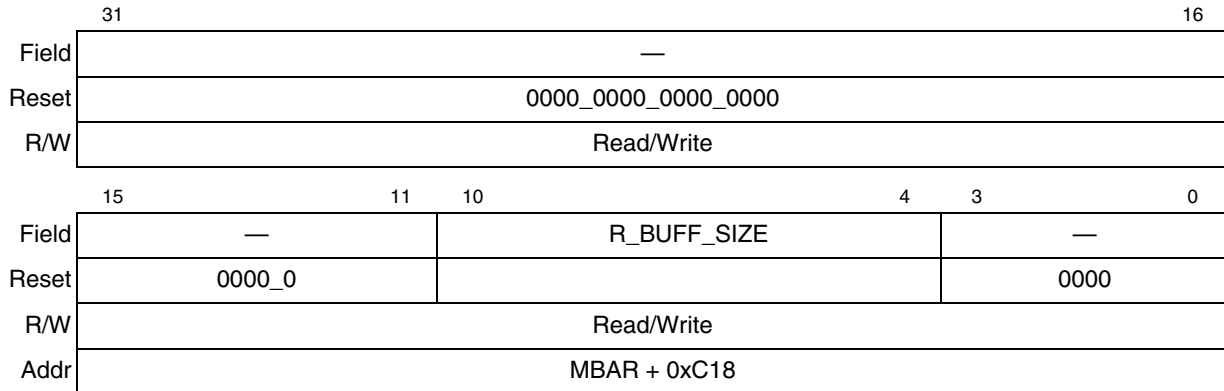 31 16
Field —
Reset 0000_0000_0000_0000
R/W Read/Write
15 11 10 4 3 0
Field — R_BUFF_SIZE —
Reset 0000_0 0000
R/W Read/Write
Addr MBAR + 0xC18